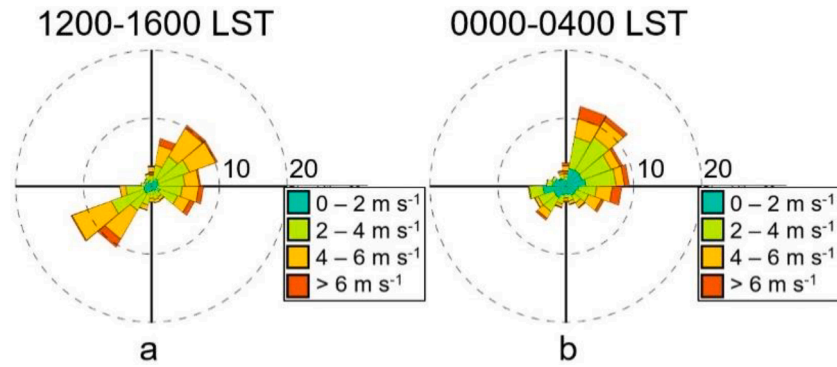 1200-1600 LST
10
20
0 – 2 m s-¹
2 – 4 m s-¹
4 – 6 m s-¹
> 6 m s-¹
a
0000-0400 LST
10
20
0 – 2 m s-¹
2 – 4 m s-¹
4 – 6 m s-¹
> 6 m s-¹
b